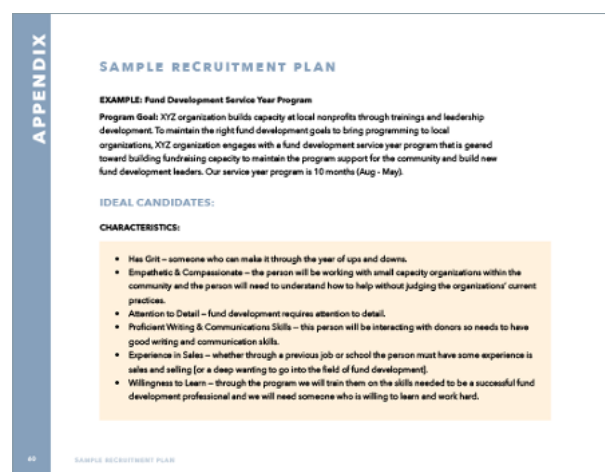 APPENDIX
SAMPLE RECRUITMENT PLAN
EXAMPLE: Fund Development Service Year Program
Program Goal: XYZ organization builds capacity at local nonprofits through trainings and leadership
development. To maintain the right fund development goals to bring programming to local
organizations, XYZ organization engages with a fund development service year program that is geared
toward building fundraising capacity to maintain the program support for the community and build new
fund development leaders. Our service year program is 10 months (Aug - May).
IDEAL CANDIDATES:
CHARACTERISTICS:
• Has Grit – someone who can make it through the year of ups and downs.
• Empathetic & Compassionate – the person will be working with small capacity organizations within the
community and the person will need to understand how to help without judging the organizations' current
practices.
• Attention to Detail – fund development requires attention to detail.
• Proficient Writing & Communications Skills – this person will be interacting with donors so needs to have
good writing and communication skills.
• Experience in Sales – whether through a previous job or school the person must have some experience is
sales and selling [or a deep wanting to go into the field of fund development].
• Willingness to Learn – through the program we will train them on the skills needed to be a successful fund
development professional and we will need someone who is willing to learn and work hard.
SAMPLE RECRUITMENT PLAN